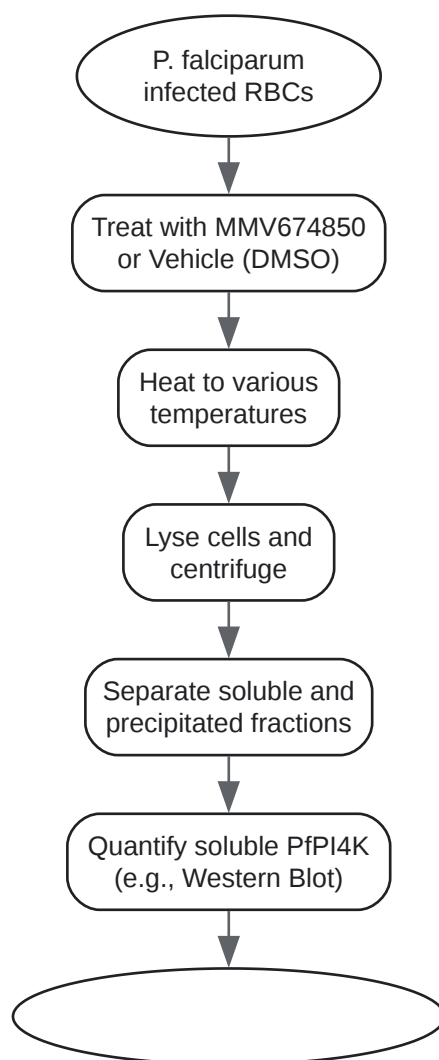 P. falciparum
infected RBCs
Treat with MMV674850
or Vehicle (DMSO)
Heat to various
temperatures
Lyse cells and
centrifuge
Separate soluble and
precipitated fractions
Quantify soluble PfPI4K
(e.g., Western Blot)